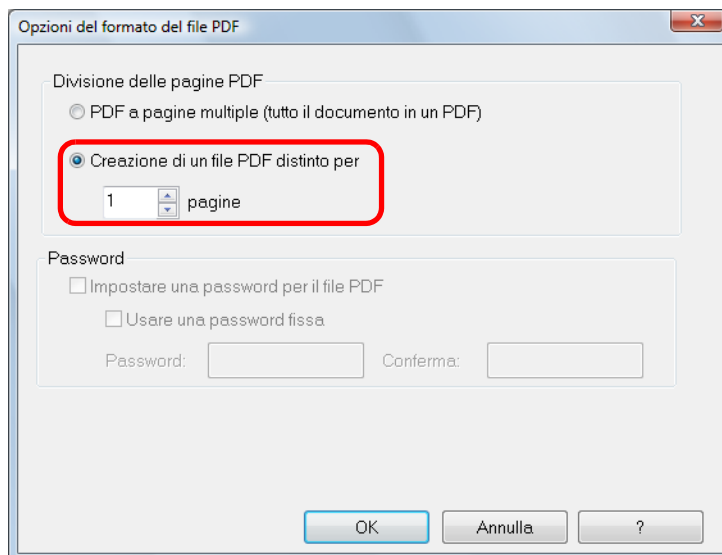 Opzioni del formato del file PDF
Divisione delle pagine PDF
PDF a pagine multiple (tutto il documento in un PDF)
Creazione di un file PDF distinto per
1 pagine
Password
Impostare una password per il file PDF
Usare una password fissa
Password: Conferma:
OK Annulla ?